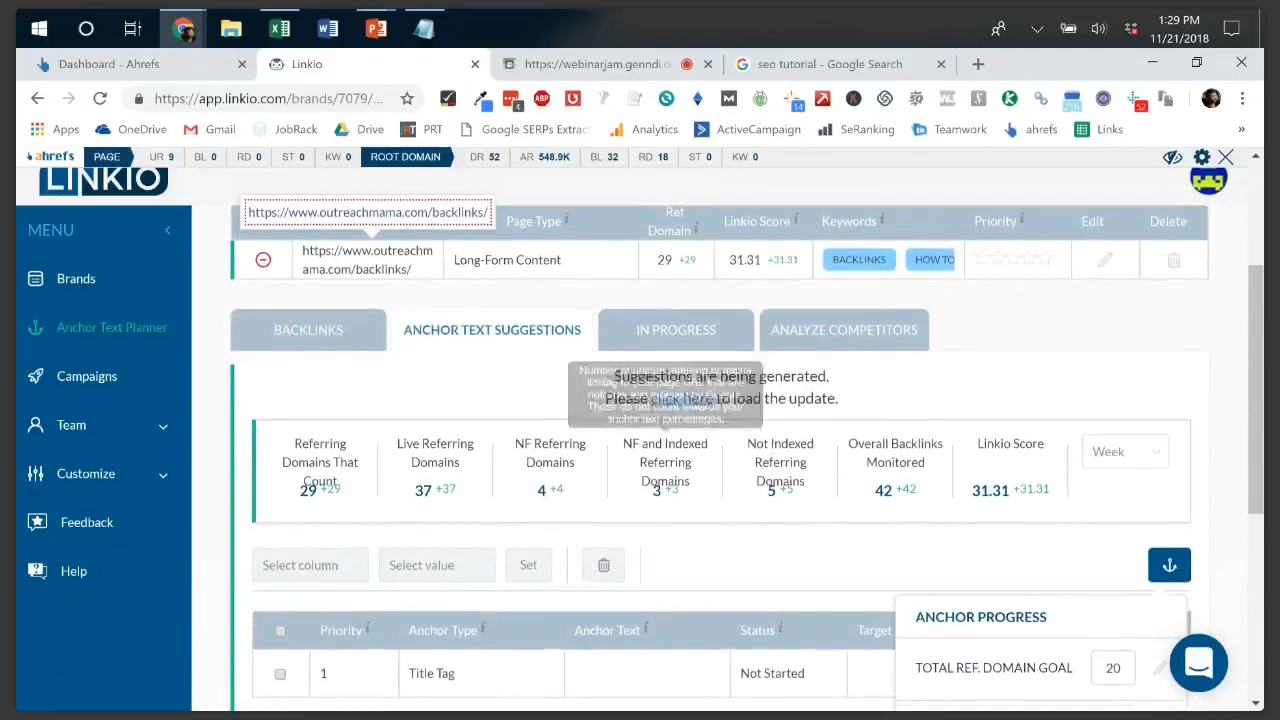 1:29 PM
11/21/2018
Dashboard - Ahrefs
Linkio
https://webinarjam.genndi.c
seo tutorial - Google Search
https://app.linkio.com/brands/7079/...
Apps
OneDrive
Gmail
JobRack
Drive
PRT
Google SERPs Extract
Analytics
ActiveCampaign
SERanking
Teamwork
ahrefs
Links
ahrefs PAGE UR 9 BL 0 RD 0 ST 0 KW 0 ROOT DOMAIN DR 52 AR 548.9K BL 32 RD 18 ST 0 KW 0
LINKIO
MENU
Brands
Anchor Text Planner
Campaigns
Team
Customize
Feedback
Help
https://www.outreachmama.com/backlinks/
Page Type
Ref Domain
Linkio Score
Keywords
Priority
Edit
Delete
https://www.outreachm
ama.com/backlinks/
Long-Form Content
29 +29
31.31 +31.31
BACKLINKS
HOW TO
BACKLINKS
ANCHOR TEXT SUGGESTIONS
IN PROGRESS
ANALYZE COMPETITORS
Suggestions are being generated.
Please click here to load the update.
Referring Domains That Count
29 +29
Live Referring Domains
37 +37
NF Referring Domains
4 +4
NF and Indexed Referring Domains
3 +3
Not Indexed Referring Domains
5 +5
Overall Backlinks Monitored
42 +42
Linkio Score
31.31 +31.31
Week
Select column
Select value
Set
Priority
Anchor Type
Anchor Text
Status
Target
1
Title Tag
Not Started
ANCHOR PROGRESS
TOTAL REF. DOMAIN GOAL 20